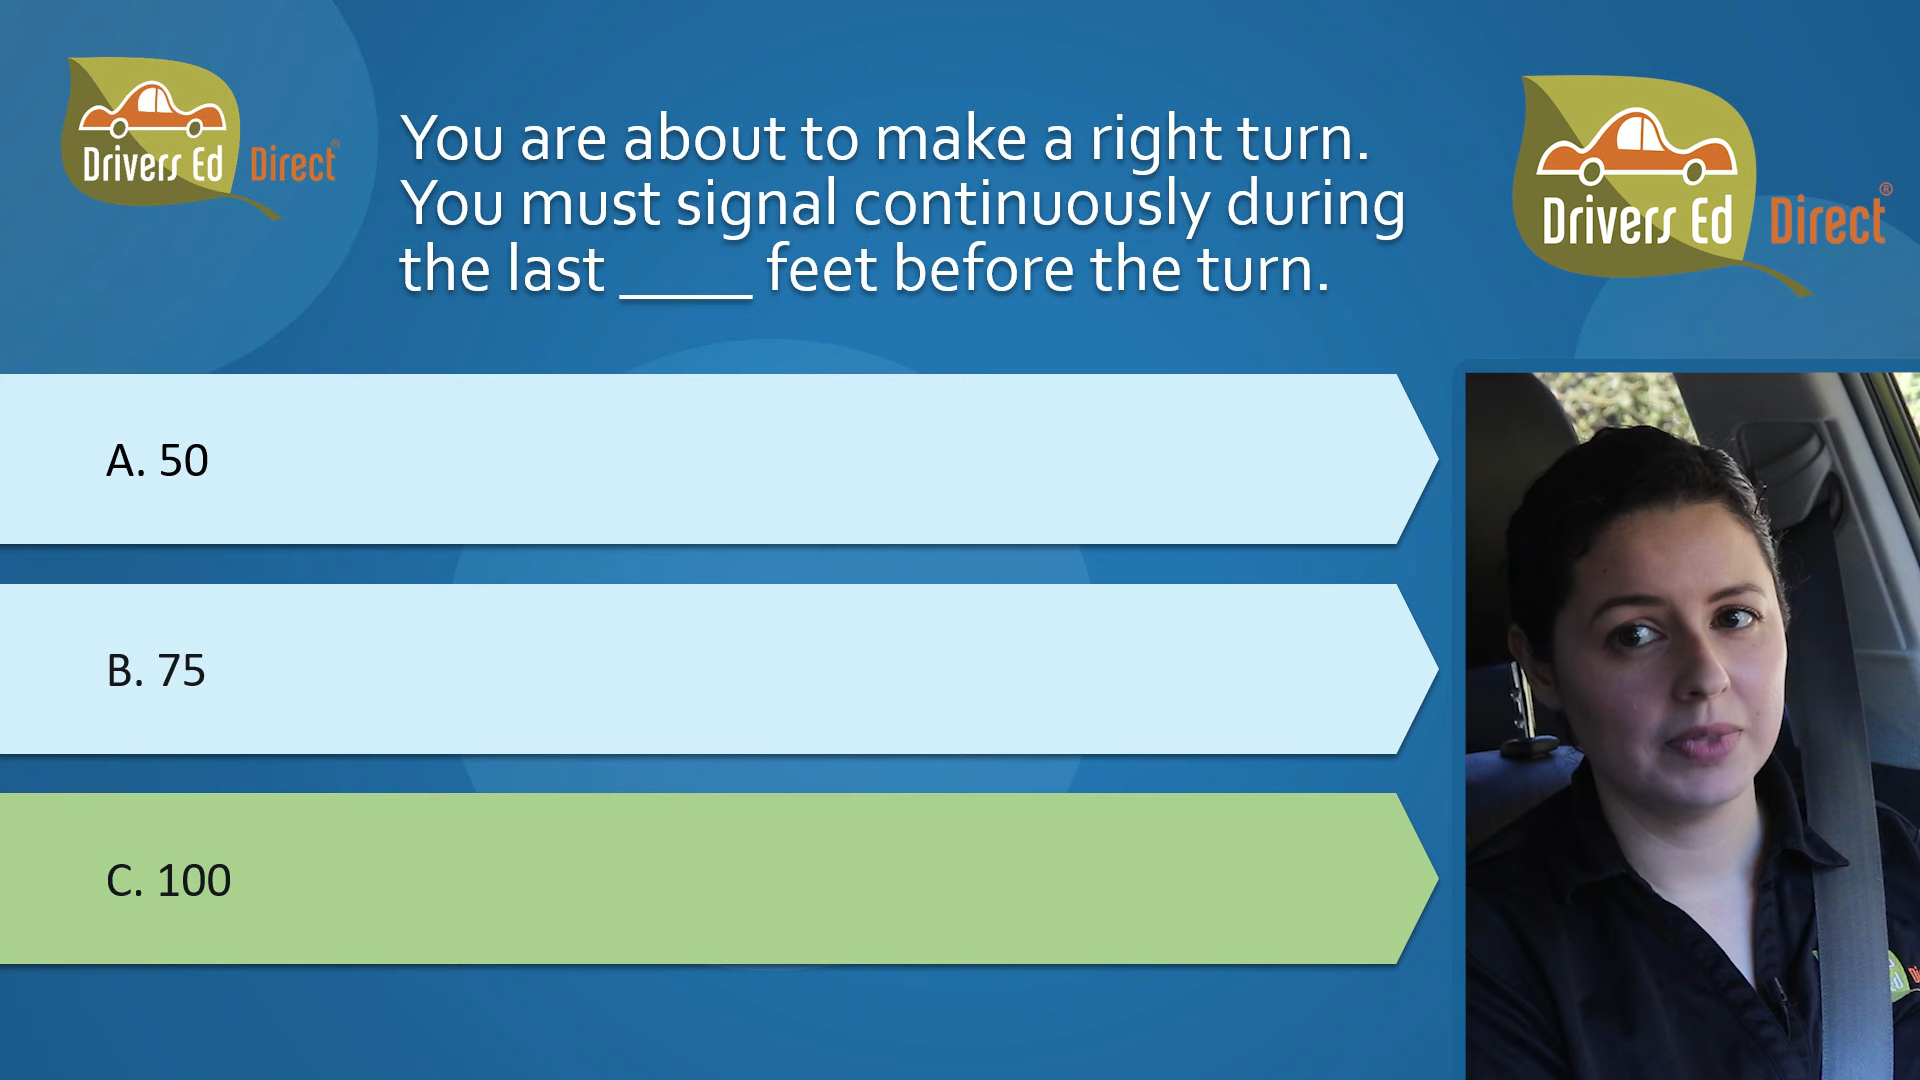 Drivers Ed Direct®
You are about to make a right turn.
You must signal continuously during
the last ____ feet before the turn.
Drivers Ed Direct®
A. 50
B. 75
C. 100